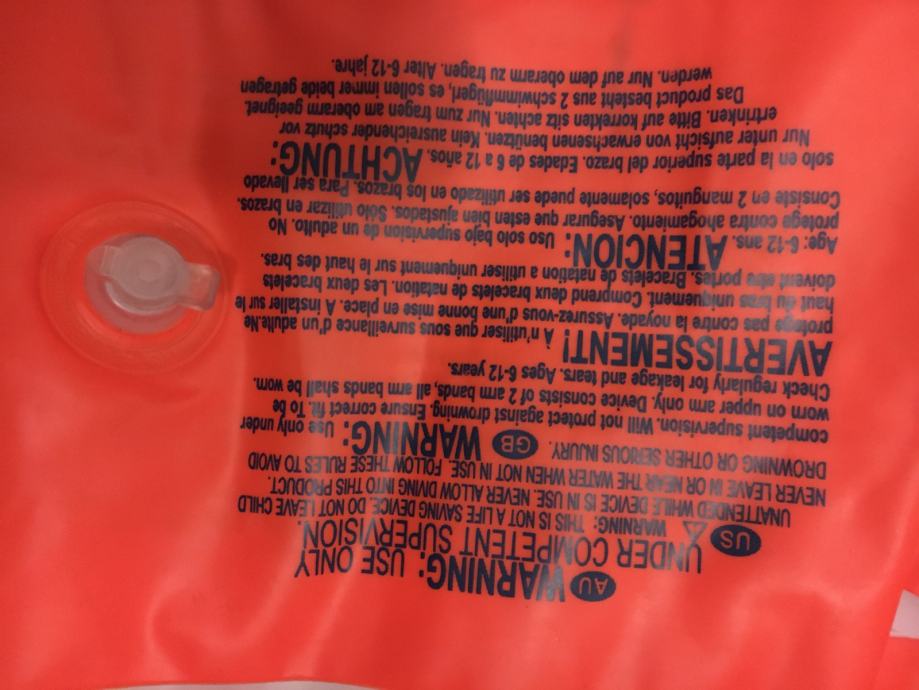 AU WARNING: USE ONLY
UNDER COMPETENT SUPERVISION.
US WARNING: THIS IS NOT A LIFE SAVING DEVICE. DO NOT LEAVE CHILD
UNATTENDED WHILE DEVICE IS IN USE. NEVER ALLOW DIVING INTO THIS PRODUCT.
NEVER LEAVE IN OR NEAR THE WATER WHEN NOT IN USE. FOLLOW THESE RULES TO AVOID
DROWNING OR OTHER SERIOUS INJURY. GB WARNING: Use only under
competent supervision. Will not protect against drowning. Ensure correct fit. To be
worn on upper arm only. Device consists of 2 arm bands, all arm bands shall be worn.
Check regularly for leakage and tears. Ages 6-12 years.
AVERTISSEMENT! À n'utiliser que sous surveillance d'un adulte.Ne
protege pas contre la noyade. Assurez-vous d'une bonne mise en place. A installer sur le
haut du bras uniquement. Comprend deux bracelets de natation. Les deux bracelets
doivent etre portes. Bracelets de natation a utiliser uniquement sur le haut des bras.
Age: 6-12 ans. ATENCION: Uso solo bajo supervision de un adulto. No
protege contra ahogamiento. Asegurar que esten bien ajustados. Sólo utilizar en brazos.
Consiste en 2 manguitos, solamente puede ser utilizado en los brazos. Para ser llevado
solo en la parte superior del brazo. Edades. de 6 a 12 años. ACHTUNG:
Nur unter aufsicht von erwachsenen benützen. Kein ausreichender schutz vor
ertrinken. Bitte. auf korrekten sitz achten. Nur zum tragen am oberarm geeignet.
Das product besteht aus 2 schwimmflügerl, es sollen immer beide getragen
werden. Nur auf dem oberarm zu tragen. Alter 6-12 jahre.